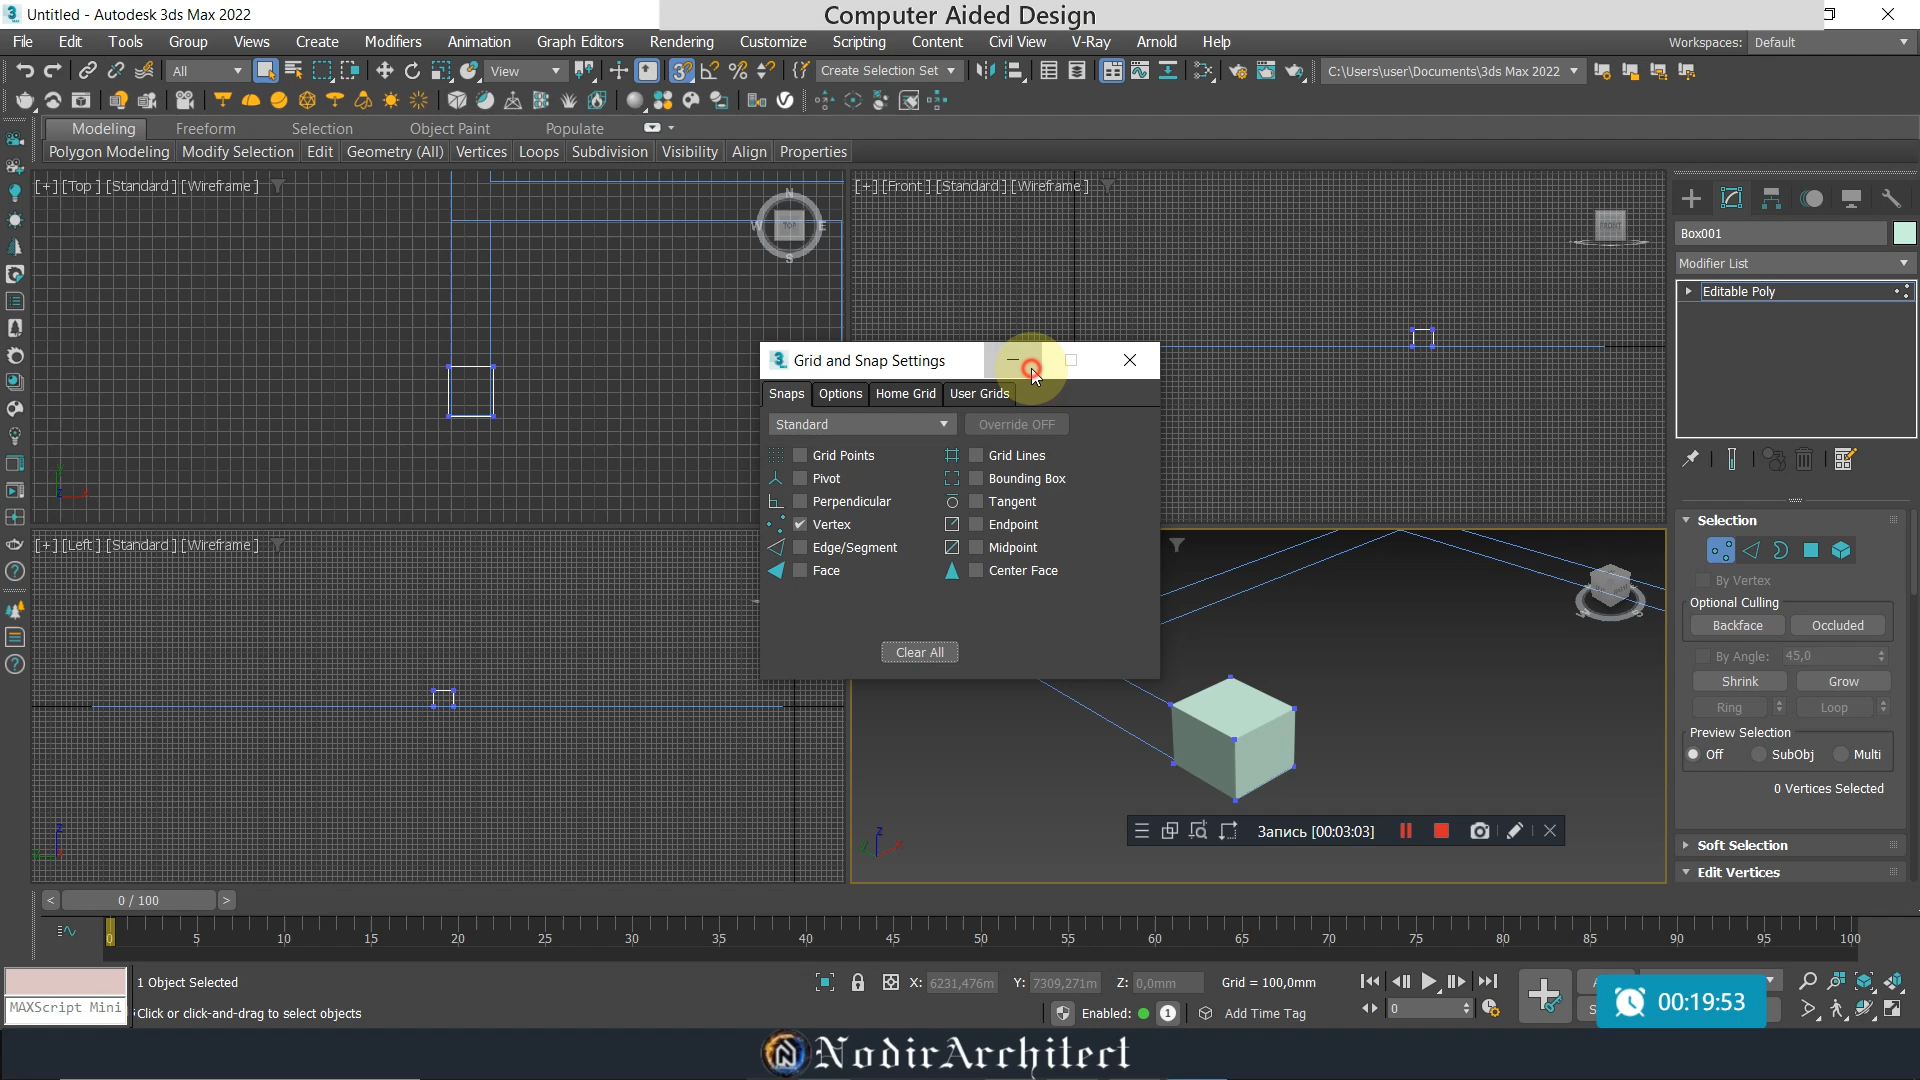 Untitled - Autodesk 3ds Max 2022
Computer Aided Design
File Edit Tools Group Views Create Modifiers Animation Graph Editors Rendering Customize Scripting Content Civil View V-Ray Arnold Help
Workspaces: Default
All View Create Selection Set C:\Users\user\Documents\3ds Max 2022
Modeling Freeform Selection Object Paint Populate
Polygon Modeling Modify Selection Edit Geometry (All) Vertices Loops Subdivision Visibility Align Properties
[+] [Top ] [Standard ] [Wireframe ]
[+] [Front ] [Standard ] [Wireframe ]
N
W TOP E
S
FRONT
Box001
Modifier List
Editable Poly
Grid and Snap Settings
Snaps Options Home Grid User Grids
Standard Override OFF
Grid Points Grid Lines
Pivot Bounding Box
Perpendicular Tangent
Vertex Endpoint
Edge/Segment Midpoint
Face Center Face
Clear All
[+] [Left ] [Standard ] [Wireframe ]
Selection
By Vertex
Optional Culling
Backface Occluded
By Angle: 45,0
Shrink Grow
Ring Loop
Preview Selection
Off SubObj Multi
0 Vertices Selected
Soft Selection
Edit Vertices
Запись [00:03:03]
0 / 100
0 5 10 15 20 25 30 35 40 45 50 55 60 65 70 75 80 85 90 95 100
1 Object Selected
X: 6231,476m Y: 7309,271m Z: 0,0mm Grid = 100,0mm
MAXScript Mini
Click or click-and-drag to select objects
Enabled: 1 Add Time Tag
0
00:19:53
NodirArchitect